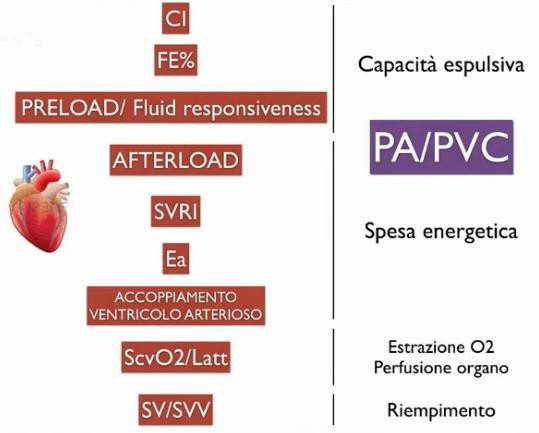 CI
FE%
Capacità espulsiva
PRELOAD/ Fluid responsiveness
PA/PVC
AFTERLOAD
SVRI
Spesa energetica
Ea
ACCOPPIAMENTO
VENTRICOLO ARTERIOSO
ScvO2/Latt
Estrazione O2
Perfusione organo
SV/SVV
Riempimento